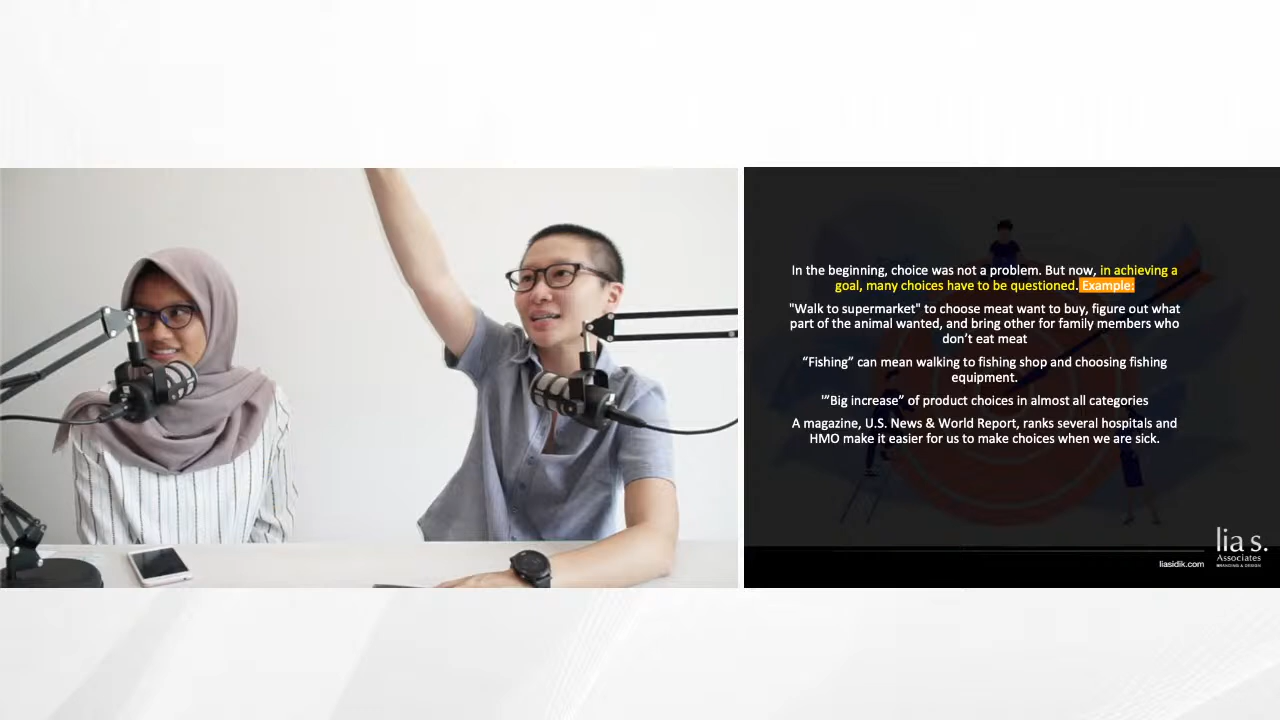 In the beginning, choice was not a problem. But now, in achieving a
goal, many choices have to be questioned. Example:
"Walk to supermarket" to choose meat want to buy, figure out what
part of the animal wanted, and bring other for family members who
don’t eat meat
“Fishing” can mean walking to fishing shop and choosing fishing
equipment.
'”Big increase” of product choices in almost all categories
A magazine, U.S. News & World Report, ranks several hospitals and
HMO make it easier for us to make choices when we are sick.
lia s.
Associates
BRANDING & DESIGN
liasidik.com